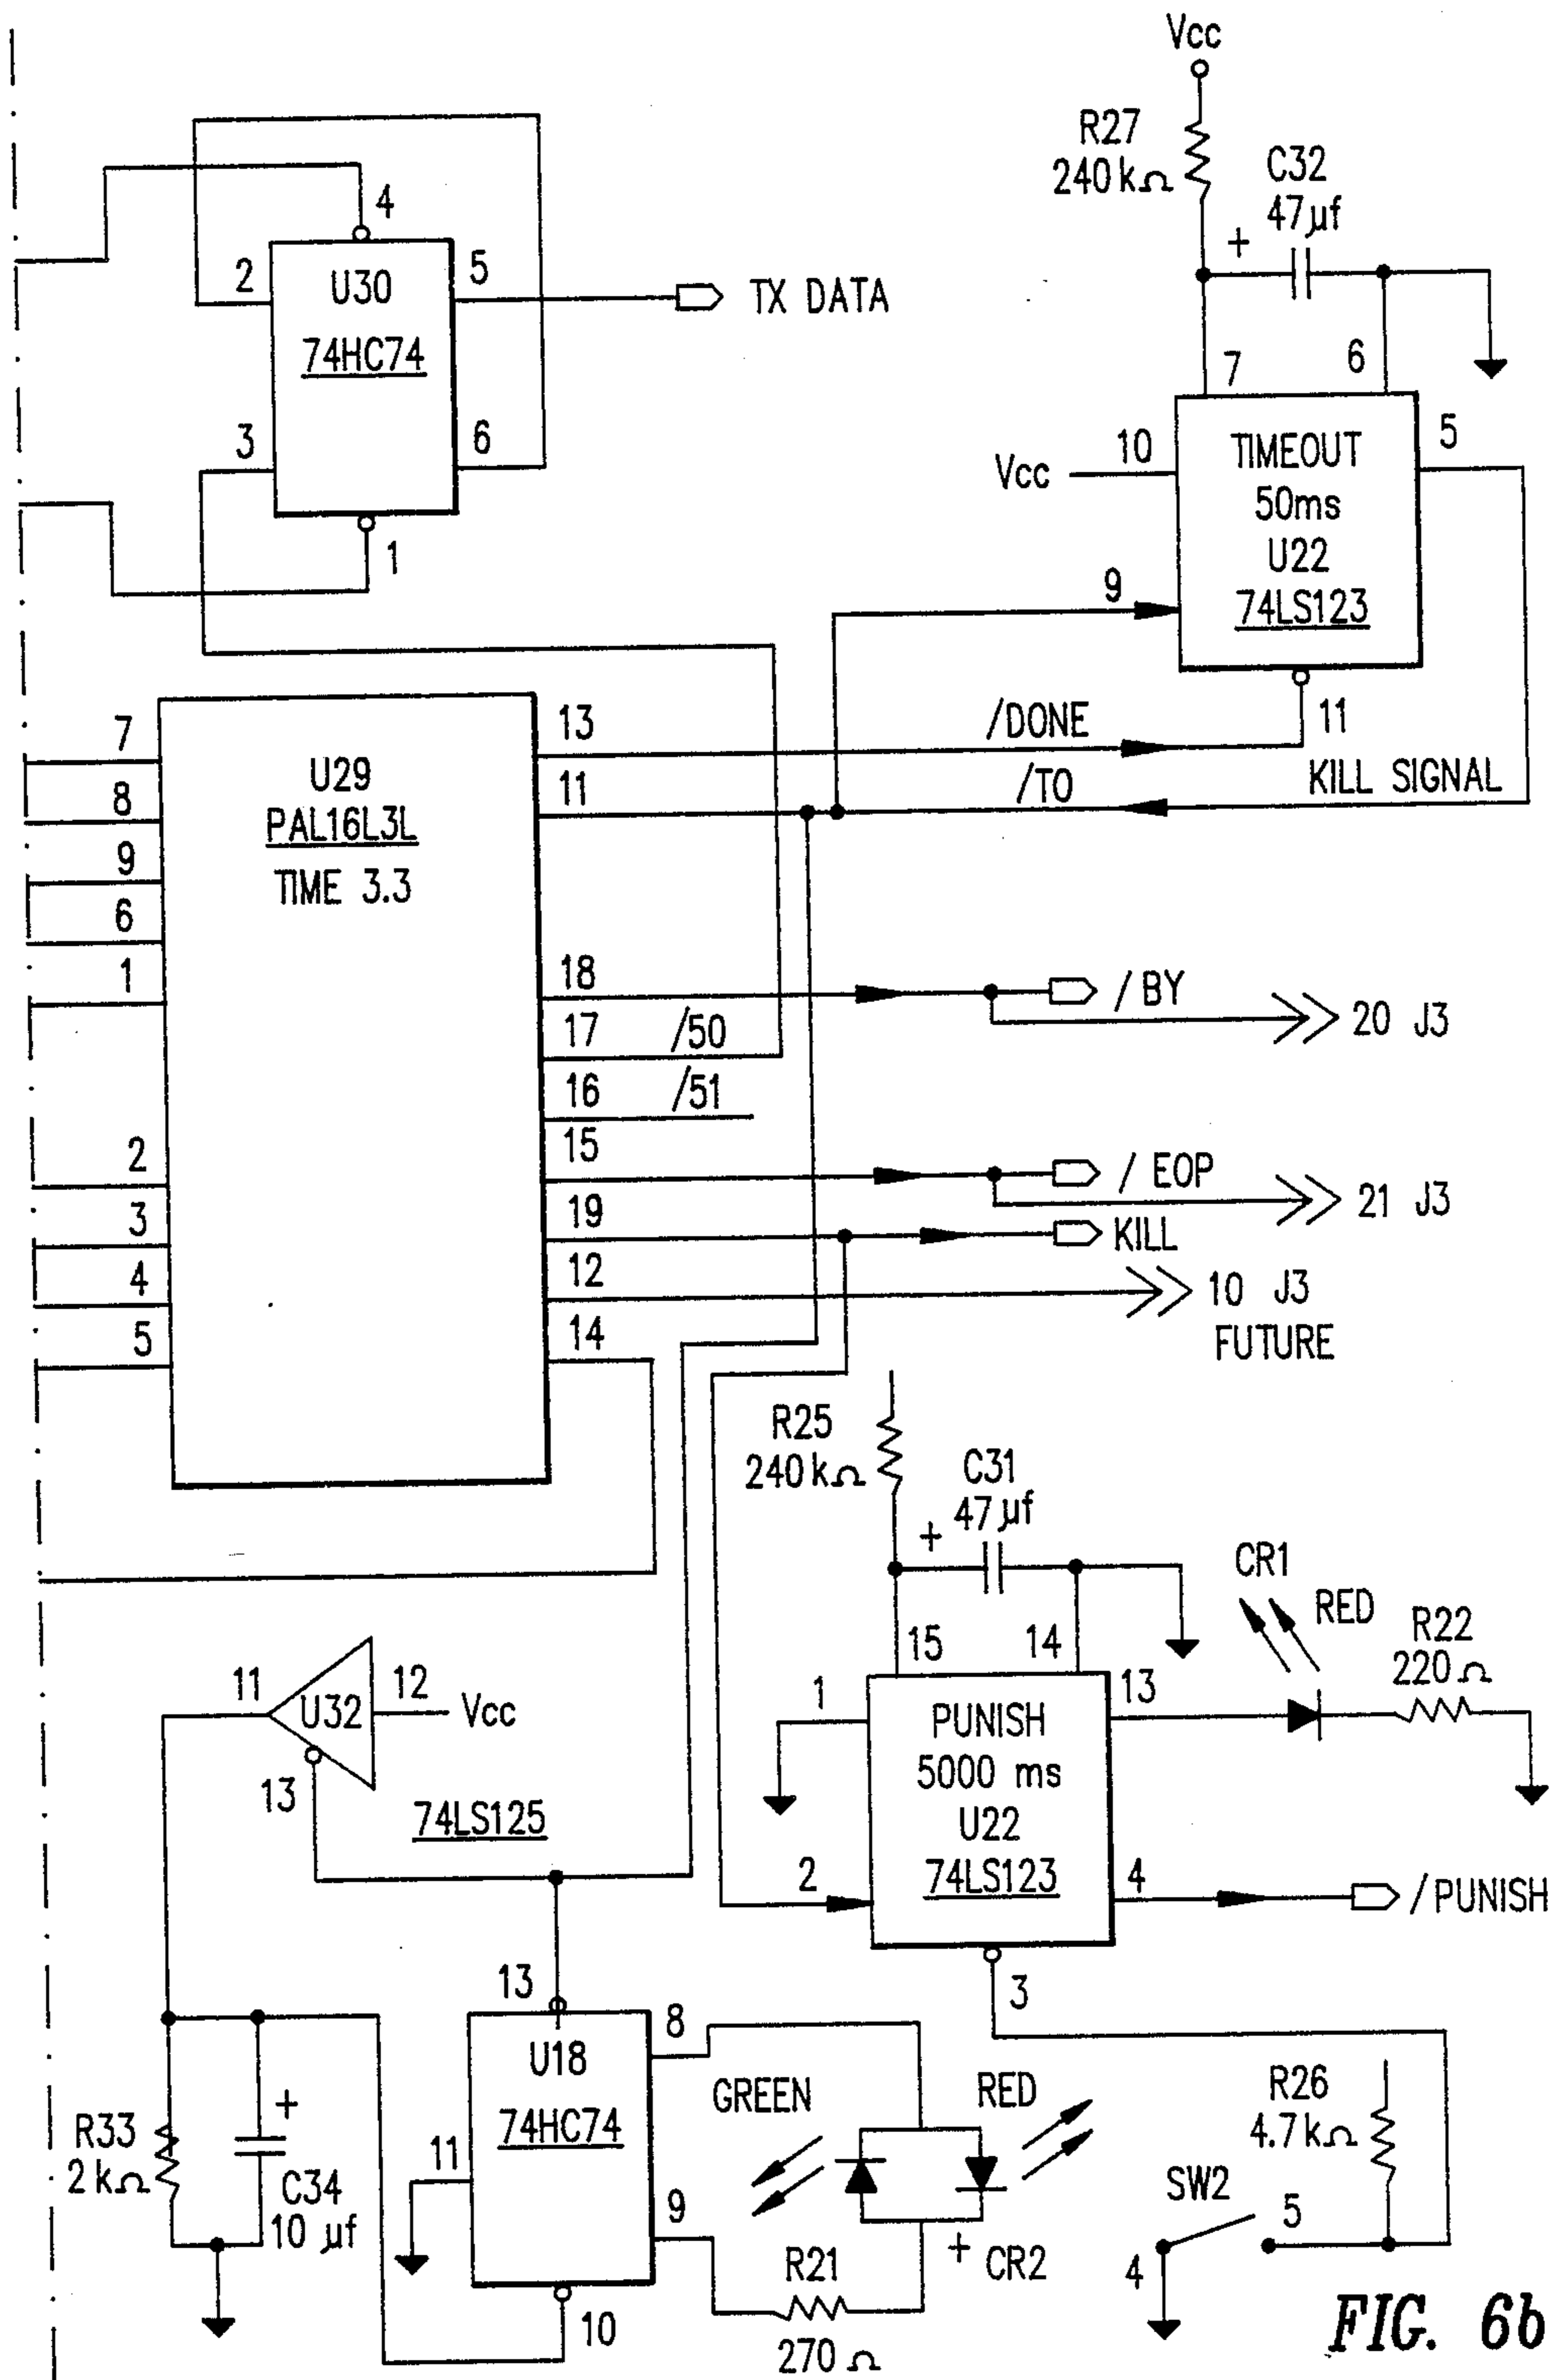 Vcc
R27
240 kΩ
C32
47 µf
+
4
2
U30
5
TX DATA
74HC74
3
6
1
7
6
10
Vcc
TIMEOUT
5
50ms
U22
9
74LS123
11
7
8
9
6
1
2
3
4
5
U29
PAL16L3L
TIME 3.3
13
/DONE
11
/TO
KILL SIGNAL
18
/ BY
20 J3
17
/50
16
/51
15
/ EOP
21 J3
19
KILL
12
10 J3
FUTURE
14
R25
240 kΩ
C31
47 µf
+
CR1
RED
R22
220 Ω
15
14
1
PUNISH
13
5000 ms
U22
2
74LS123
4
/PUNISH
3
11
U32
12
Vcc
13
74LS125
13
U18
8
74HC74
GREEN
RED
11
9
10
R33
2 kΩ
+
C34
10 µf
R21
270 Ω
+ CR2
R26
4.7 kΩ
SW2
5
4
FIG. 6b